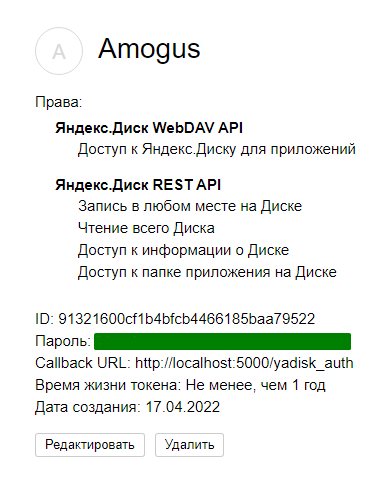 A
Amogus
Права:
Яндекс.Диск WebDAV API
Доступ к Яндекс.Диску для приложений
Яндекс.Диск REST API
Запись в любом месте на Диске
Чтение всего Диска
Доступ к информации о Диске
Доступ к папке приложения на Диске
ID: 91321600cf1b4bfcb4466185baa79522
Пароль:
Callback URL: http://localhost:5000/yadisk_auth
Время жизни токена: Не менее, чем 1 год
Дата создания: 17.04.2022
Редактировать
Удалить